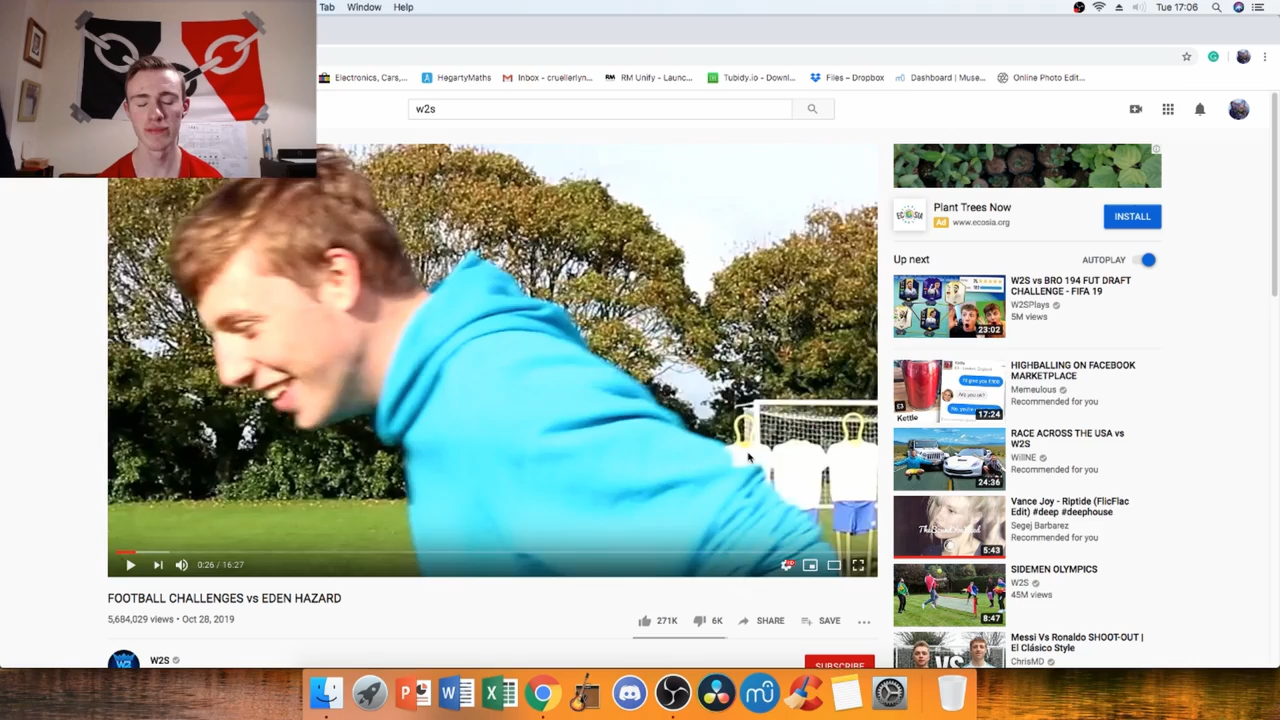 Tab Window Help
Tue 17:06
Electronics, Cars,... HegartyMaths Inbox - cruellerlyn... RM Unify - Launc... Tubidy.io - Downl... Files – Dropbox Dashboard | Muse... Online Photo Edit...
w2s
Plant Trees Now
Ad www.ecosia.org
INSTALL
Up next
AUTOPLAY
W2S vs BRO 194 FUT DRAFT
CHALLENGE - FIFA 19
W2SPlays
5M views
23:02
HIGHBALLING ON FACEBOOK
MARKETPLACE
Memeulous
Recommended for you
Kettle
17:24
RACE ACROSS THE USA vs
W2S
WillNE
Recommended for you
24:36
Vance Joy - Riptide (FlicFlac
Edit) #deep #deephouse
Segej Barbarez
Recommended for you
5:43
SIDEMEN OLYMPICS
W2S
45M views
8:47
Messi Vs Ronaldo SHOOT-OUT |
El Clásico Style
ChrisMD
VS
0:26 / 16:27
FOOTBALL CHALLENGES vs EDEN HAZARD
5,684,029 views • Oct 28, 2019
271K 6K SHARE SAVE
W2S
SUBSCRIBE